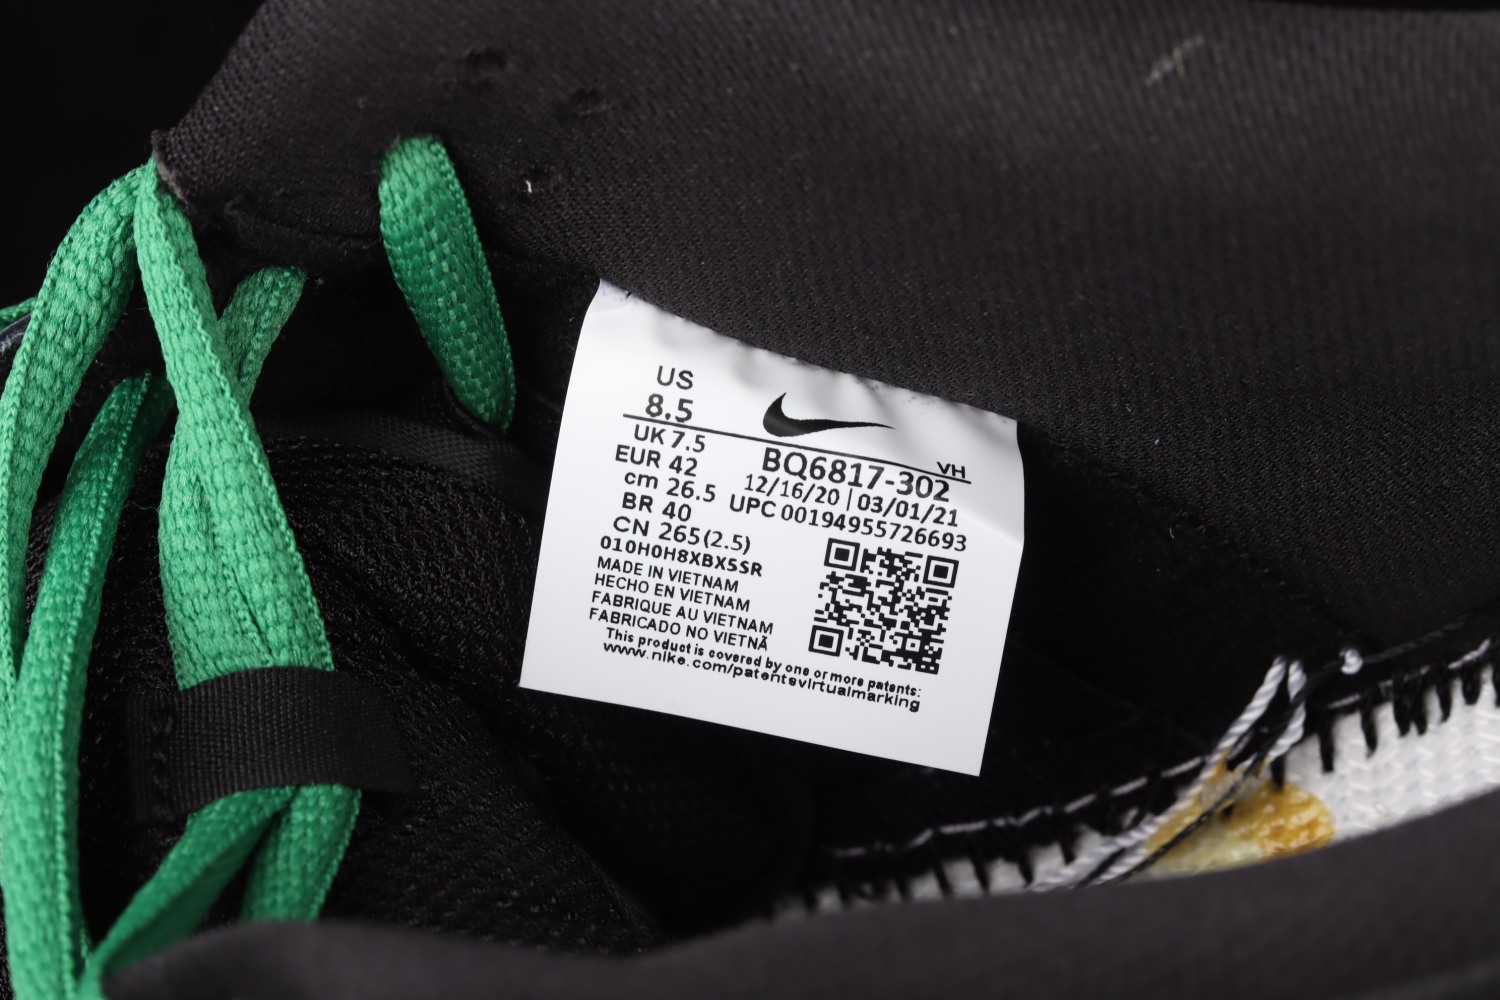 US
8.5
VH
UK 7.5
BQ6817-302
EUR 42
12/16/20 | 03/01/21
cm 26.5
UPC 00194955726693
BR 40
CN 265(2.5)
010H0H8XBX5SR
MADE IN VIETNAM
HECHO EN VIETNAM
FABRIQUE AU VIETNAM
FABRICADO NO VIETNÃ
This product is covered by one or more patents:
www.nike.com/patentsvirtualmarking